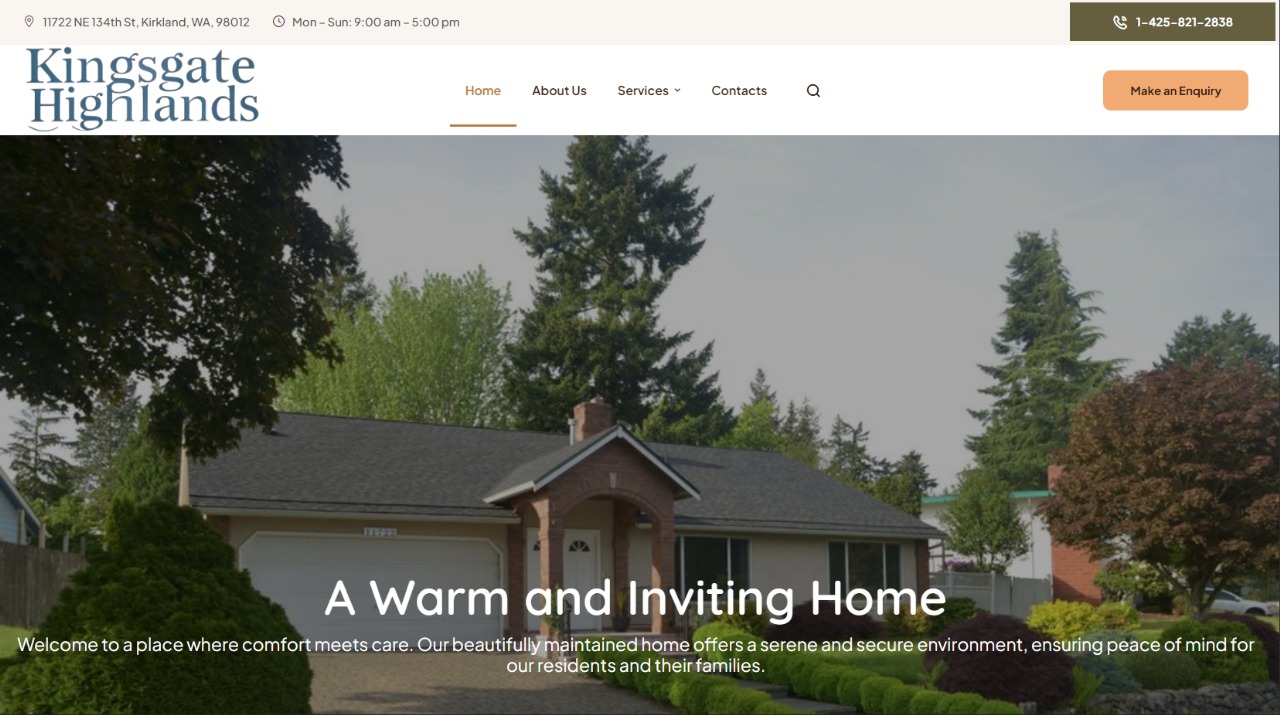 11722 NE 134th St, Kirkland, WA, 98012
Mon – Sun: 9:00 am – 5:00 pm
1-425-821-2838
Kingsgate
Highlands
Home
About Us
Services
Contacts
Make an Enquiry
11722
A Warm and Inviting Home
Welcome to a place where comfort meets care. Our beautifully maintained home offers a serene and secure environment, ensuring peace of mind for
our residents and their families.